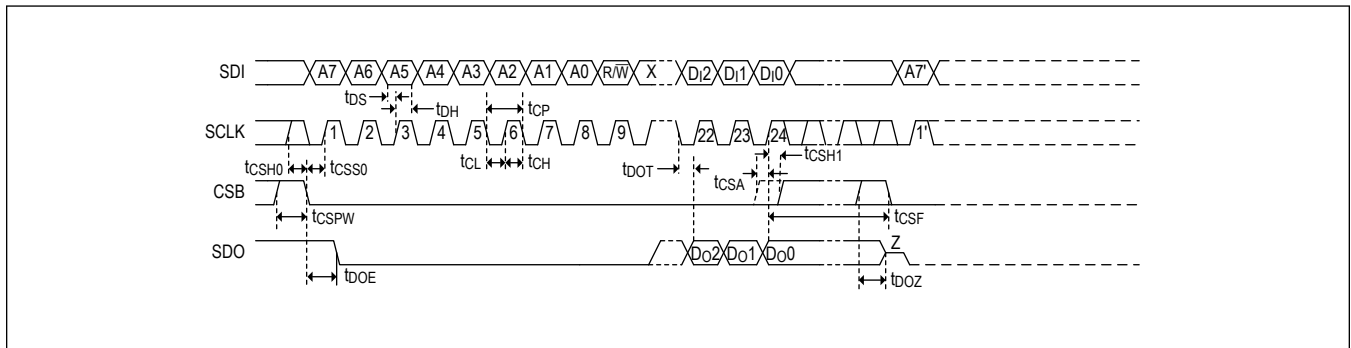 SDI A7 A6 A5 A4 A3 A2 A1 A0 R/W X DI2 DI1 DI0 A7'
tDS tDH tCP
SCLK 1 2 3 4 5 6 7 8 9 22 23 24 1'
tCSH0 tCSS0 tCL tCH tDOT tCSA tCSH1
CSB
tCSPW tCSF
SDO DO2 DO1 DO0 Z
tDOE tDOZ